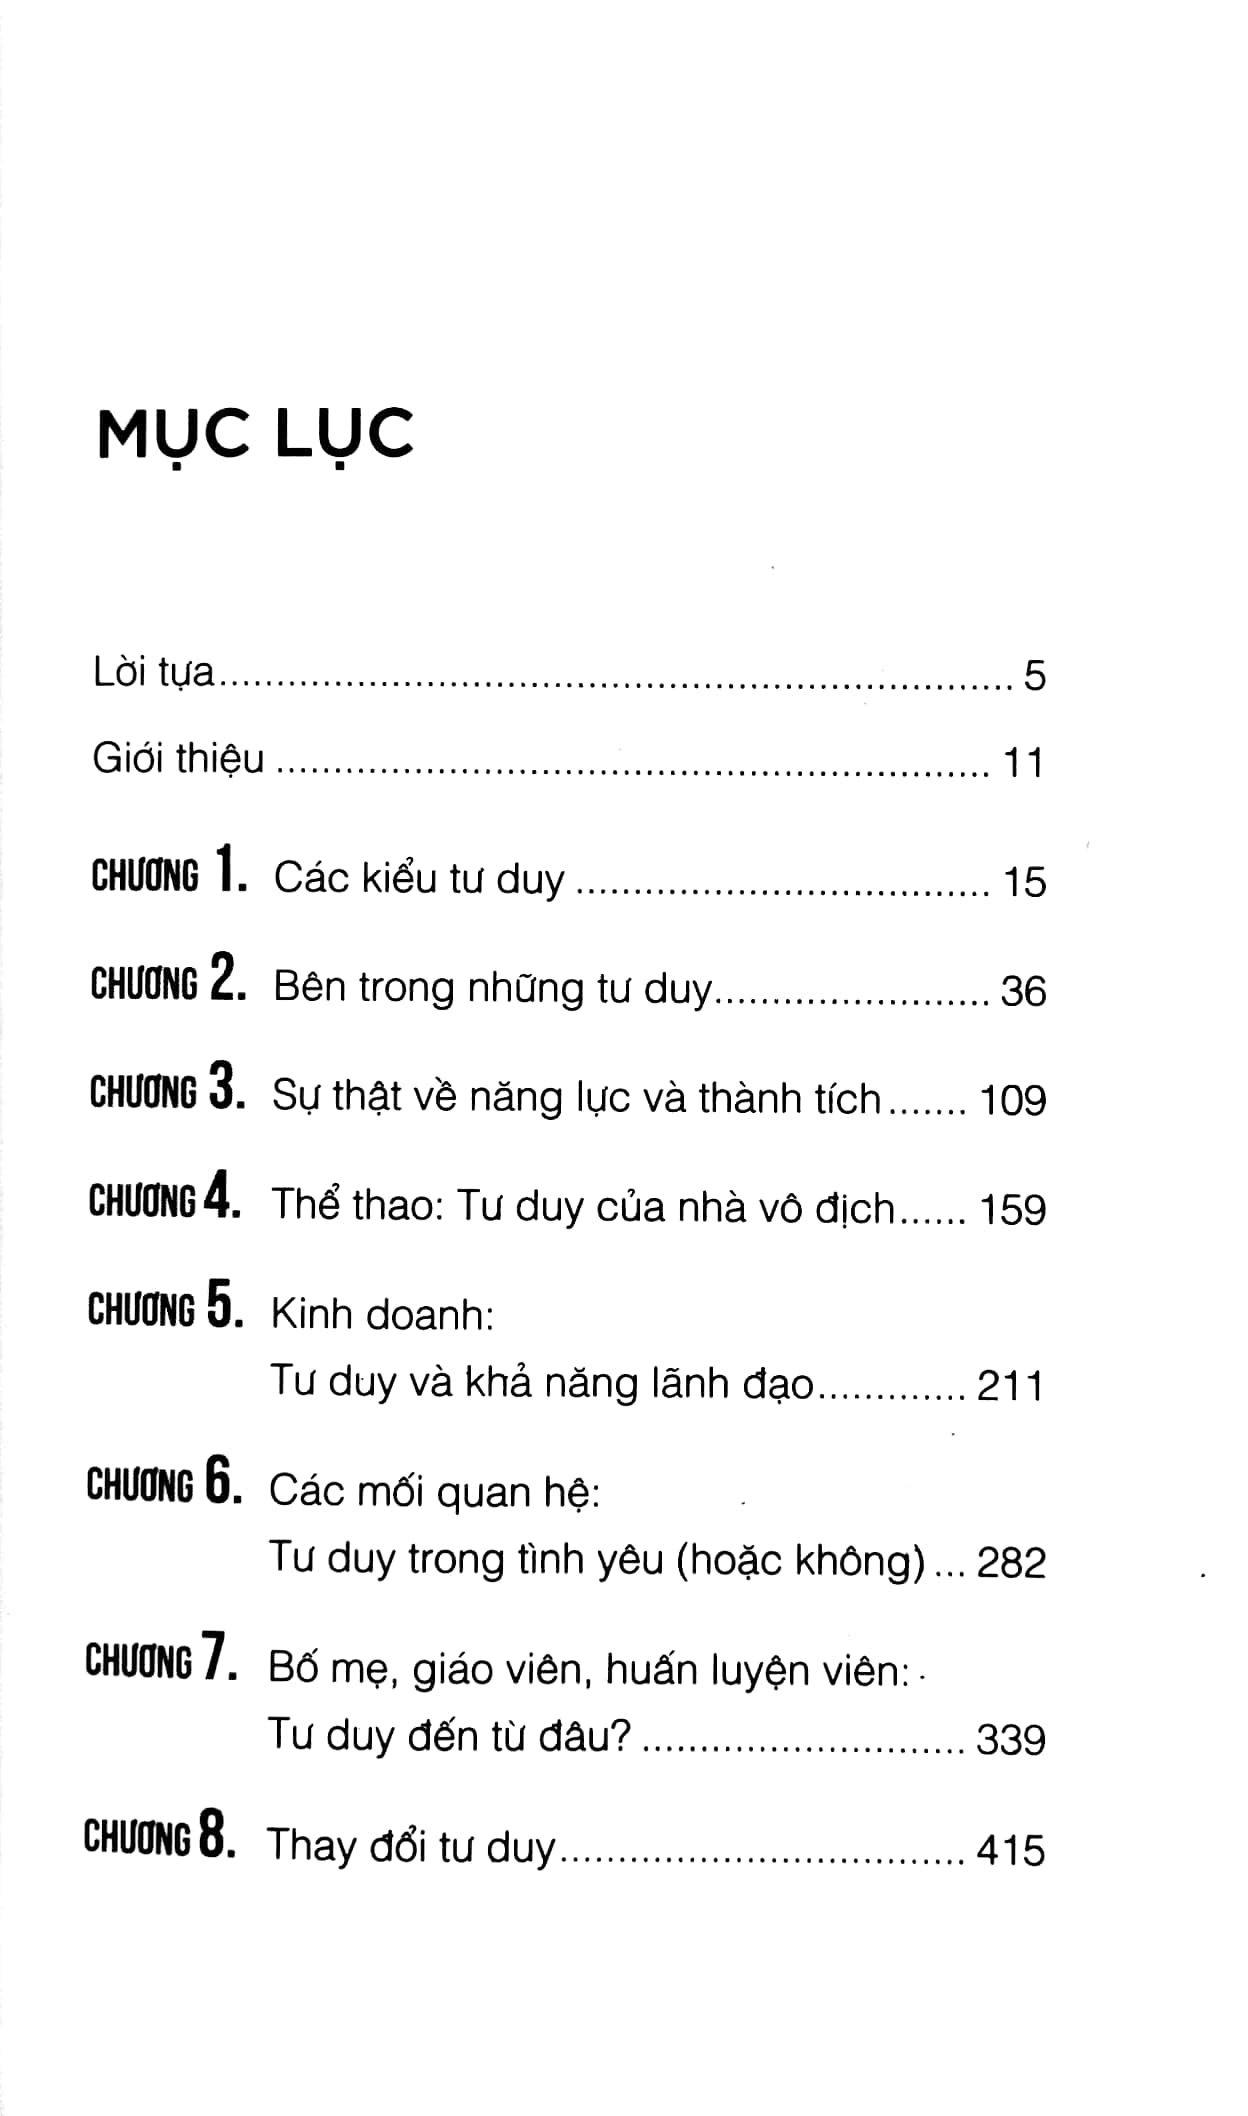 MỤC LỤC
Lời tựa.................................................................... 5
Giới thiệu ............................................................. 11
CHƯƠNG 1. Các kiểu tư duy .................................... 15
CHƯƠNG 2. Bên trong những tư duy........................ 36
CHƯƠNG 3. Sự thật về năng lực và thành tích....... 109
CHƯƠNG 4. Thể thao: Tư duy của nhà vô địch...... 159
CHƯƠNG 5. Kinh doanh:
Tư duy và khả năng lãnh đạo............. 211
CHƯƠNG 6. Các mối quan hệ:
Tư duy trong tình yêu (hoặc không) ... 282
CHƯƠNG 7. Bố mẹ, giáo viên, huấn luyện viên:
Tư duy đến từ đâu? ............................ 339
CHƯƠNG 8. Thay đổi tư duy................................... 415